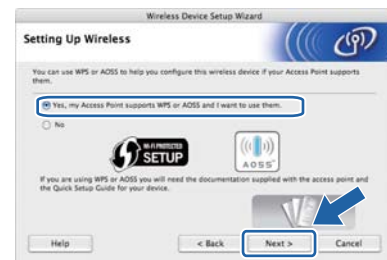 Wireless Device Setup Wizard
Setting Up Wireless
You can use WPS or AOSS to help you configure this wireless device if your Access Point supports
them.
Yes, my Access Point supports WPS or AOSS and I want to use them.
No
WI-FI PROTECTED
SETUP
AOSS
If you are using WPS or AOSS you will need the documentation supplied with the access point and
the Quick Setup Guide for your device.
Help
< Back
Next >
Cancel